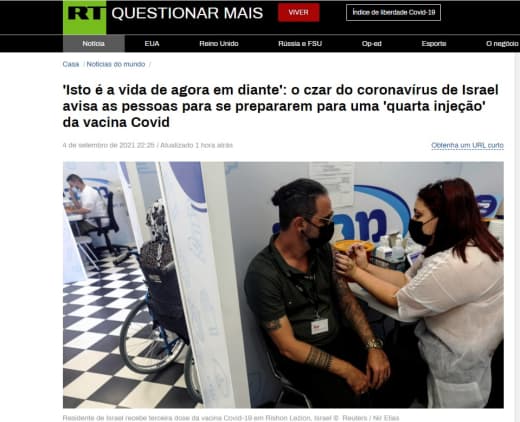 RT QUESTIONAR MAIS VIVER Índice de liberdade Covid-19
Notícia EUA Reino Unido Rússia e FSU Op-ed Esporte O negócio
Casa / Notícias do mundo /
'Isto é a vida de agora em diante': o czar do coronavírus de Israel
avisa as pessoas para se prepararem para uma 'quarta injeção'
da vacina Covid
4 de setembro de 2021 22:25 / Atualizado 1 hora atrás
Obtenha um URL curto
Residente de Israel recebe terceira dose da vacina Covid-19 em Rishon Lezion, Israel © Reuters / Nir Elias